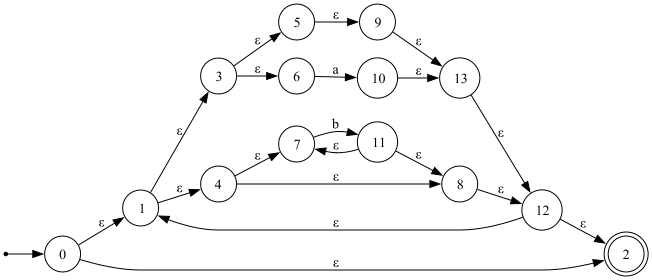 5 ε 9
ε ε
3 ε 6 a 10 ε 13
b
ε 7 ε 11 ε
ε ε
4 ε 8 ε
1 ε 12
ε ε ε
0 ε 2